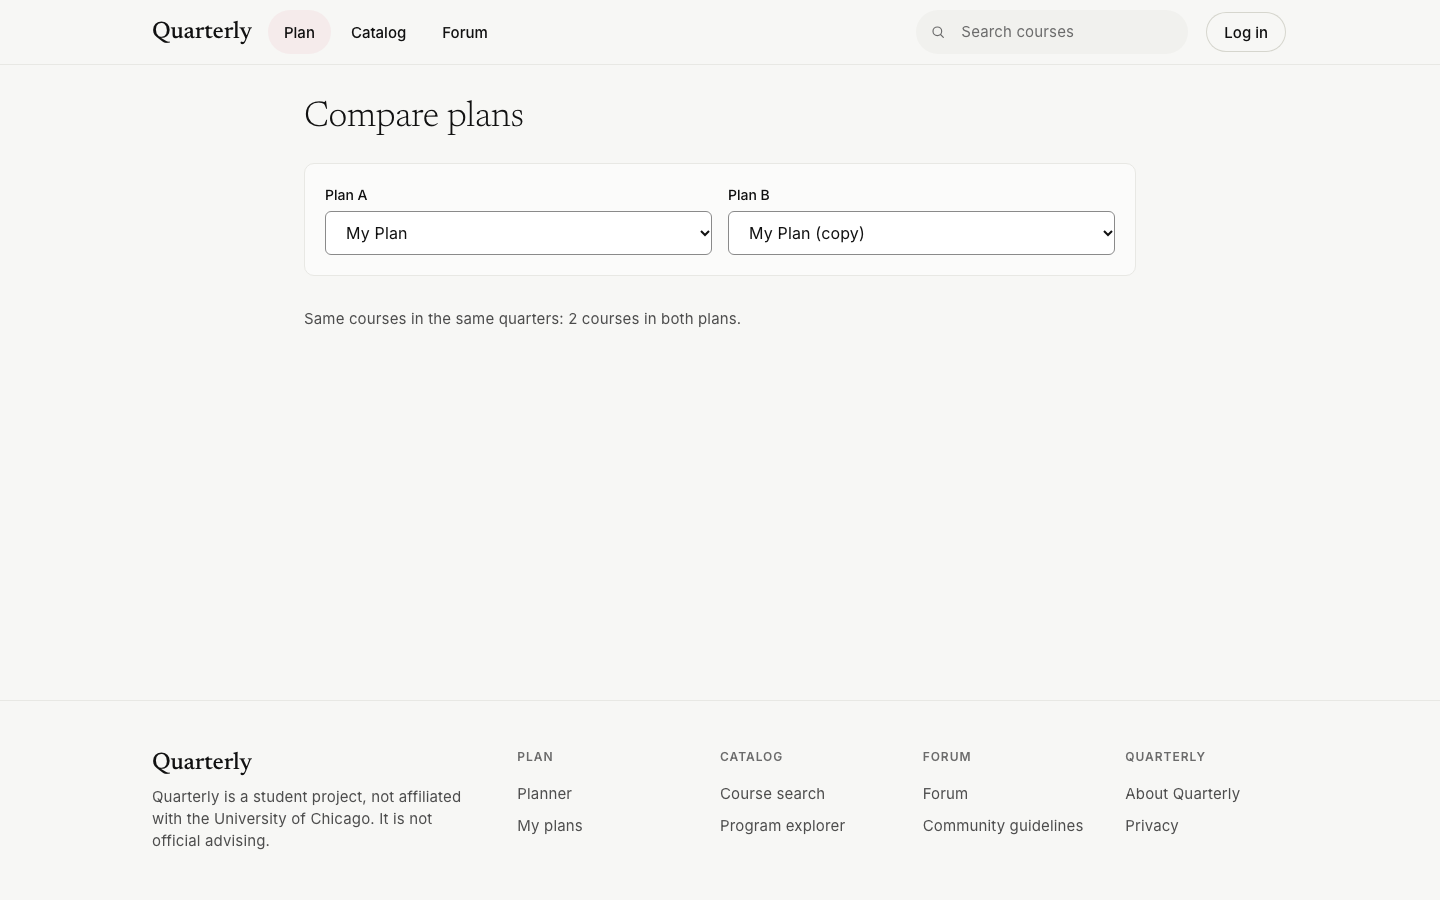 Quarterly
Plan
Catalog
Forum
Search courses
Log in
Compare plans
Plan A
Plan B
My Plan
My Plan (copy)
Same courses in the same quarters: 2 courses in both plans.
Quarterly
Quarterly is a student project, not affiliated
with the University of Chicago. It is not
official advising.
PLAN
Planner
My plans
CATALOG
Course search
Program explorer
FORUM
Forum
Community guidelines
QUARTERLY
About Quarterly
Privacy